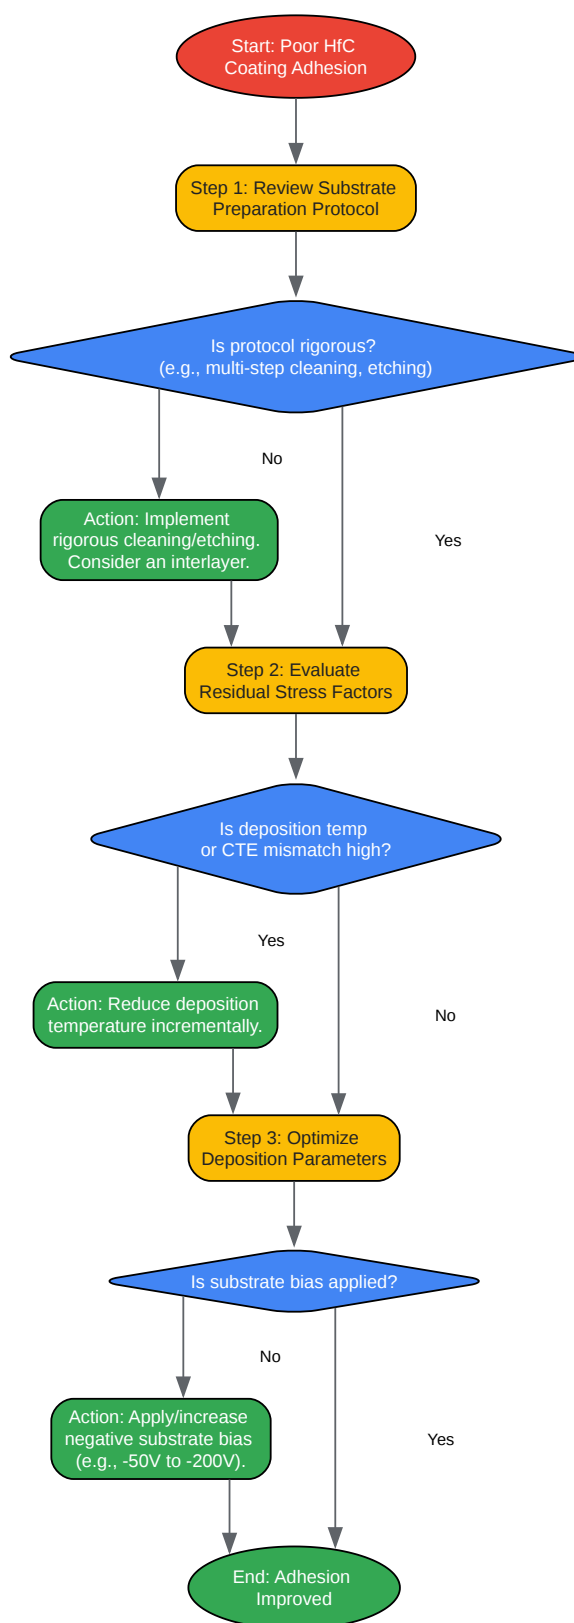 Start: Poor HfC
Coating Adhesion
Step 1: Review Substrate
Preparation Protocol
Is protocol rigorous?
(e.g., multi-step cleaning, etching)
No
Action: Implement
rigorous cleaning/etching.
Consider an interlayer.
Yes
Step 2: Evaluate
Residual Stress Factors
Is deposition temp
or CTE mismatch high?
Yes
Action: Reduce deposition
temperature incrementally.
No
Step 3: Optimize
Deposition Parameters
Is substrate bias applied?
No
Action: Apply/increase
negative substrate bias
(e.g., -50V to -200V).
Yes
End: Adhesion
Improved